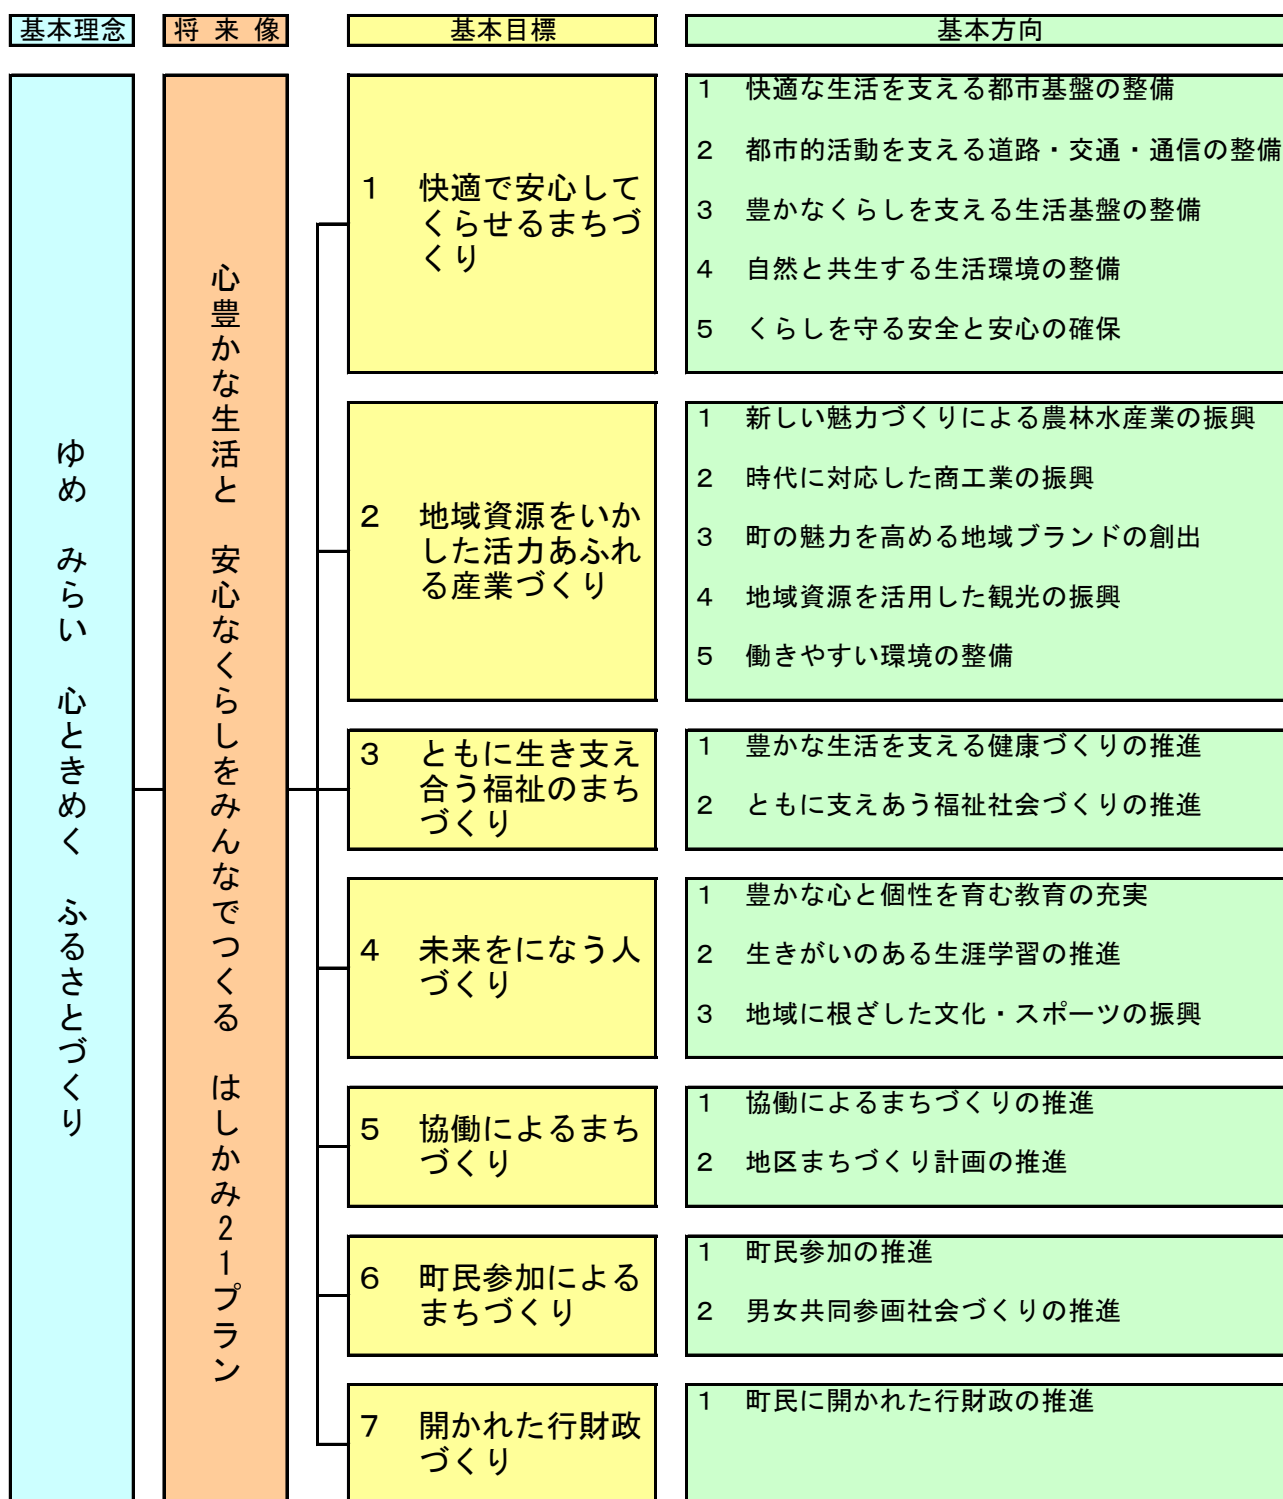 基本理念
将 来 像
基本目標
基本方向
ゆめ　みらい　心ときめく　ふるさとづくり
心豊かな生活と　安心なくらしをみんなでつくる　はしかみ21プラン
1　快適で安心して
くらせるまちづ
くり
1　快適な生活を支える都市基盤の整備
2　都市的活動を支える道路・交通・通信の整備
3　豊かなくらしを支える生活基盤の整備
4　自然と共生する生活環境の整備
5　くらしを守る安全と安心の確保
2　地域資源をいか
した活力あふれ
る産業づくり
1　新しい魅力づくりによる農林水産業の振興
2　時代に対応した商工業の振興
3　町の魅力を高める地域ブランドの創出
4　地域資源を活用した観光の振興
5　働きやすい環境の整備
3　ともに生き支え
合う福祉のまち
づくり
1　豊かな生活を支える健康づくりの推進
2　ともに支えあう福祉社会づくりの推進
4　未来をになう人
づくり
1　豊かな心と個性を育む教育の充実
2　生きがいのある生涯学習の推進
3　地域に根ざした文化・スポーツの振興
5　協働によるまち
づくり
1　協働によるまちづくりの推進
2　地区まちづくり計画の推進
6　町民参加による
まちづくり
1　町民参加の推進
2　男女共同参画社会づくりの推進
7　開かれた行財政
づくり
1　町民に開かれた行財政の推進